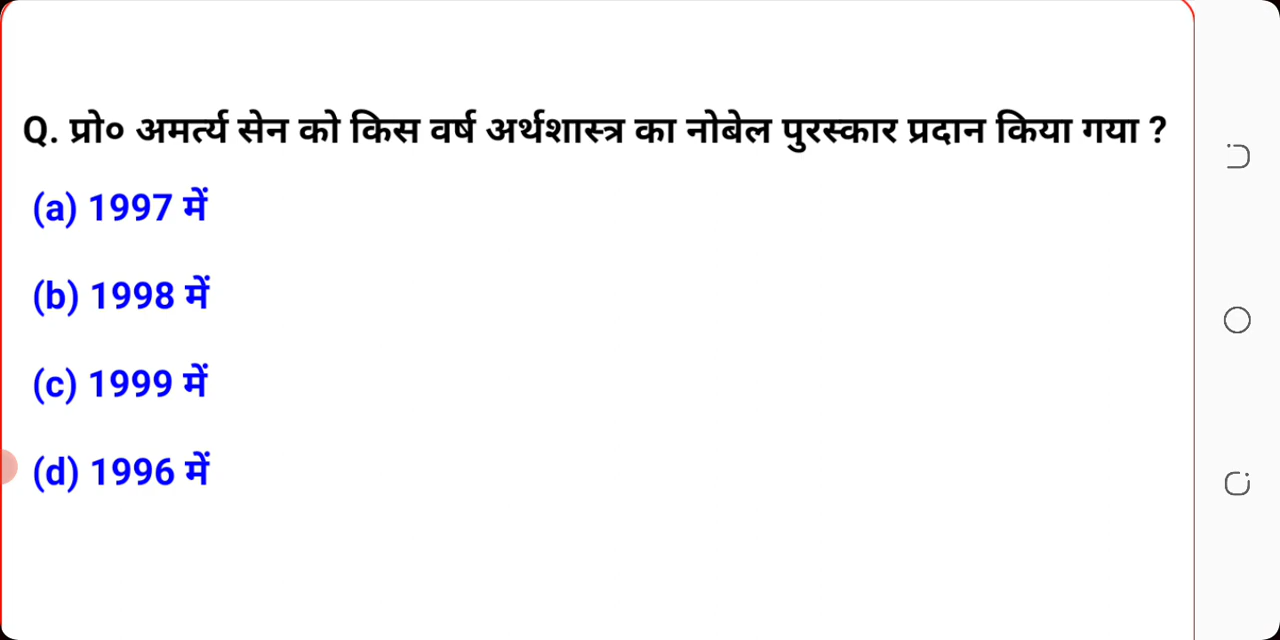 Q. प्रो० अमर्त्य सेन को किस वर्ष अर्थशास्त्र का नोबेल पुरस्कार प्रदान किया गया ?
(a) 1997 में
(b) 1998 में
(c) 1999 में
(d) 1996 में